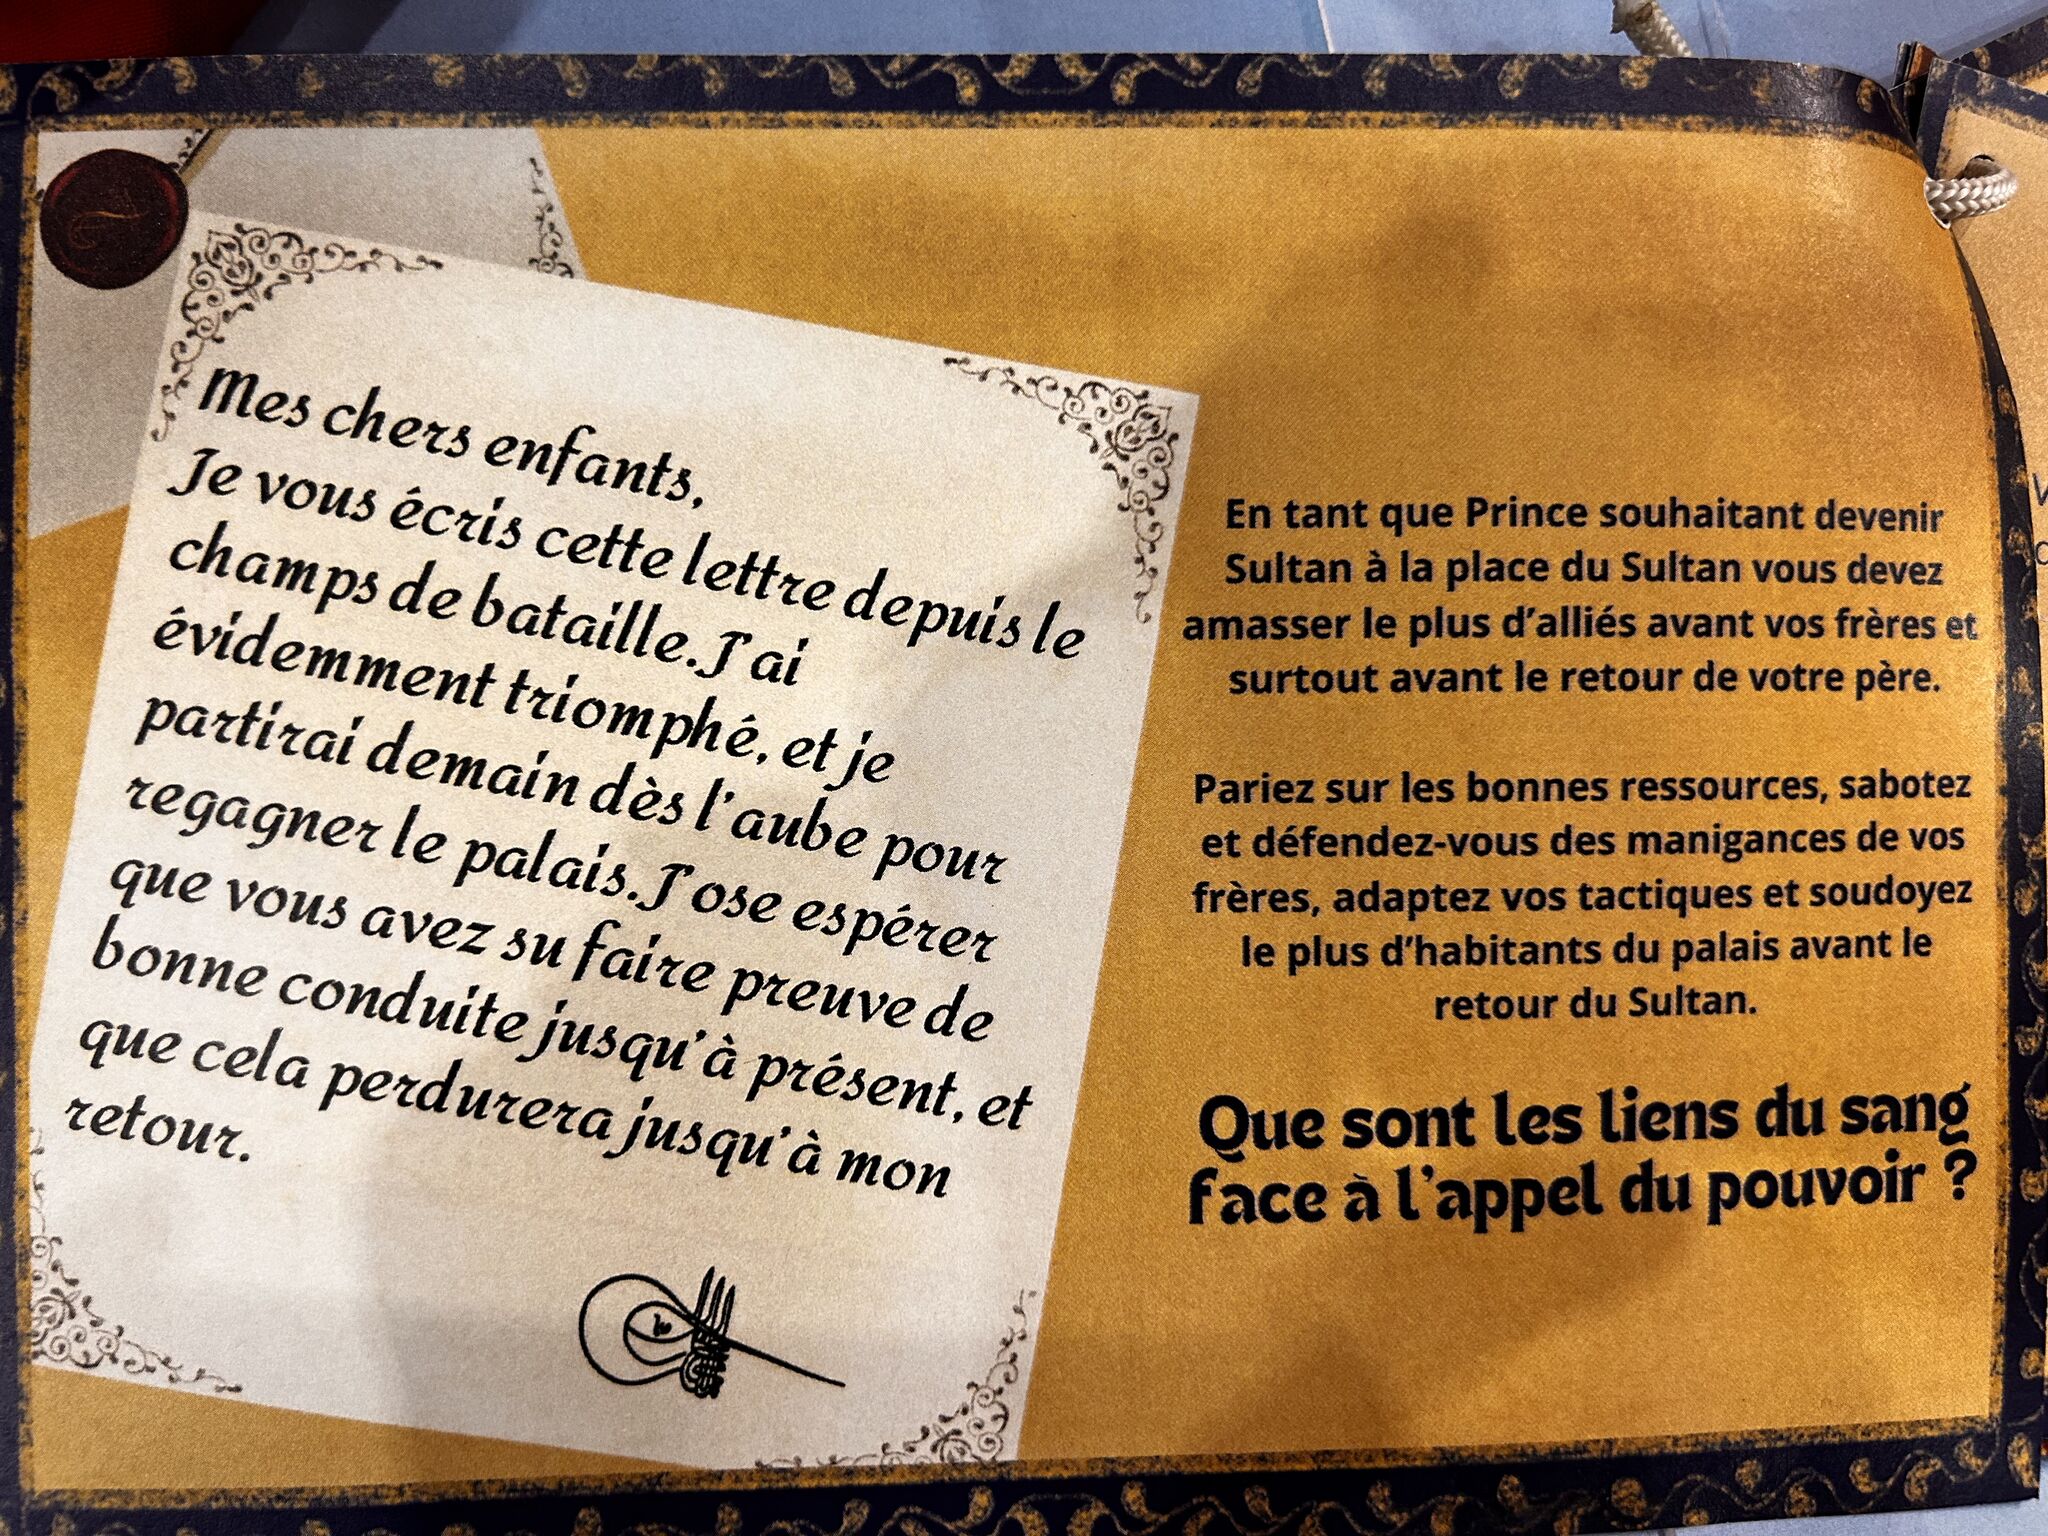 Mes chers enfants,
Je vous écris cette lettre depuis le
champs de bataille. J'ai
évidemment triomphé, et je
partirai demain dès l'aube pour
regagner le palais. J'ose espérer
que vous avez su faire preuve de
bonne conduite jusqu'à présent, et
que cela perdurera jusqu'à mon
retour.
En tant que Prince souhaitant devenir
Sultan à la place du Sultan vous devez
amasser le plus d'alliés avant vos frères et
surtout avant le retour de votre père.
Pariez sur les bonnes ressources, sabotez
et défendez-vous des manigances de vos
frères, adaptez vos tactiques et soudoyez
le plus d'habitants du palais avant le
retour du Sultan.
Que sont les liens du sang
face à l'appel du pouvoir ?